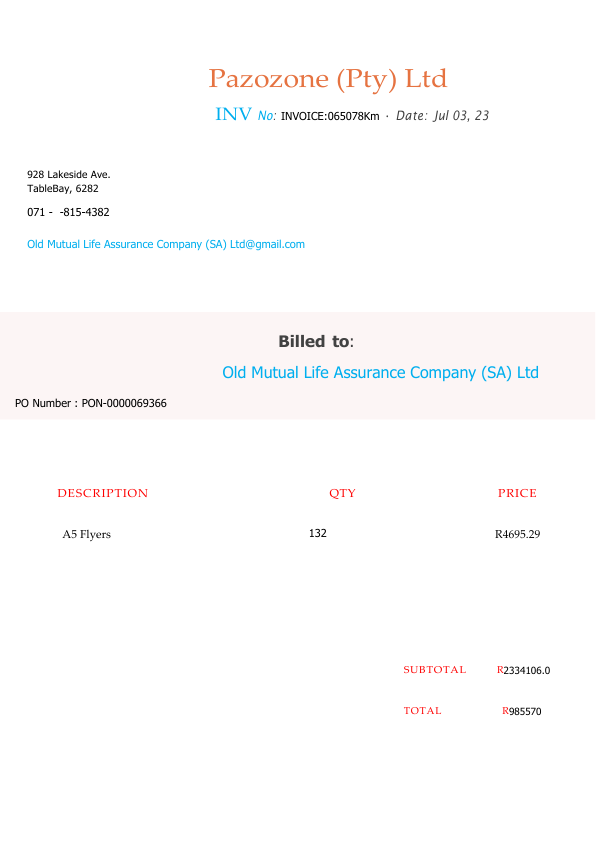 Pazozone (Pty) Ltd
INV No: INVOICE:065078Km · Date: Jul 03, 23
928 Lakeside Ave.
TableBay, 6282
071 -  -815-4382
Old Mutual Life Assurance Company (SA) Ltd@gmail.com
Billed to:
Old Mutual Life Assurance Company (SA) Ltd
PO Number : PON-0000069366
DESCRIPTION QTY PRICE
A5 Flyers 132 R4695.29
SUBTOTAL R2334106.0
TOTAL R985570